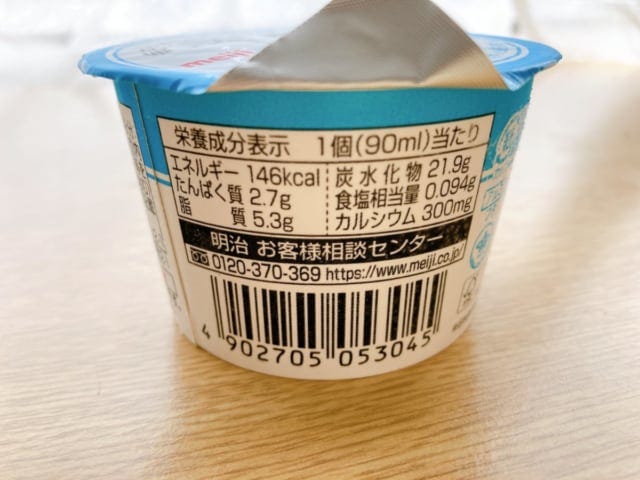 meiji
栄養成分表示 1個(90ml)当たり
エネルギー 146kcal
たんぱく質 2.7g
脂質 5.3g
炭水化物 21.9g
食塩相当量 0.094g
カルシウム 300mg
明治 お客様相談センター
0120-370-369 https://www.meiji.co.jp/
4 902705 053045